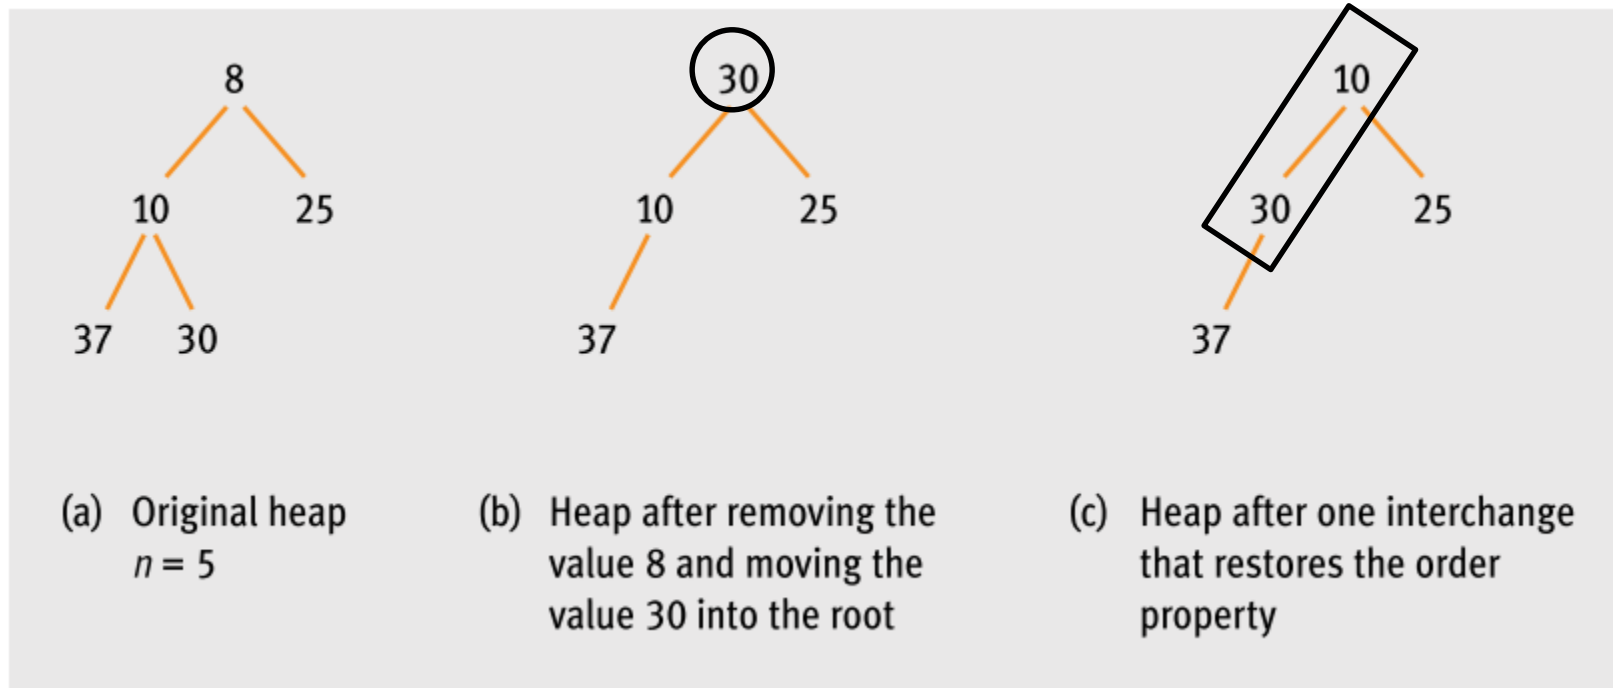 8
30
10
10
25
10
25
30
25
37
30
37
37
(a) Original heap
n = 5
(b) Heap after removing the
value 8 and moving the
value 30 into the root
(c) Heap after one interchange
that restores the order
property